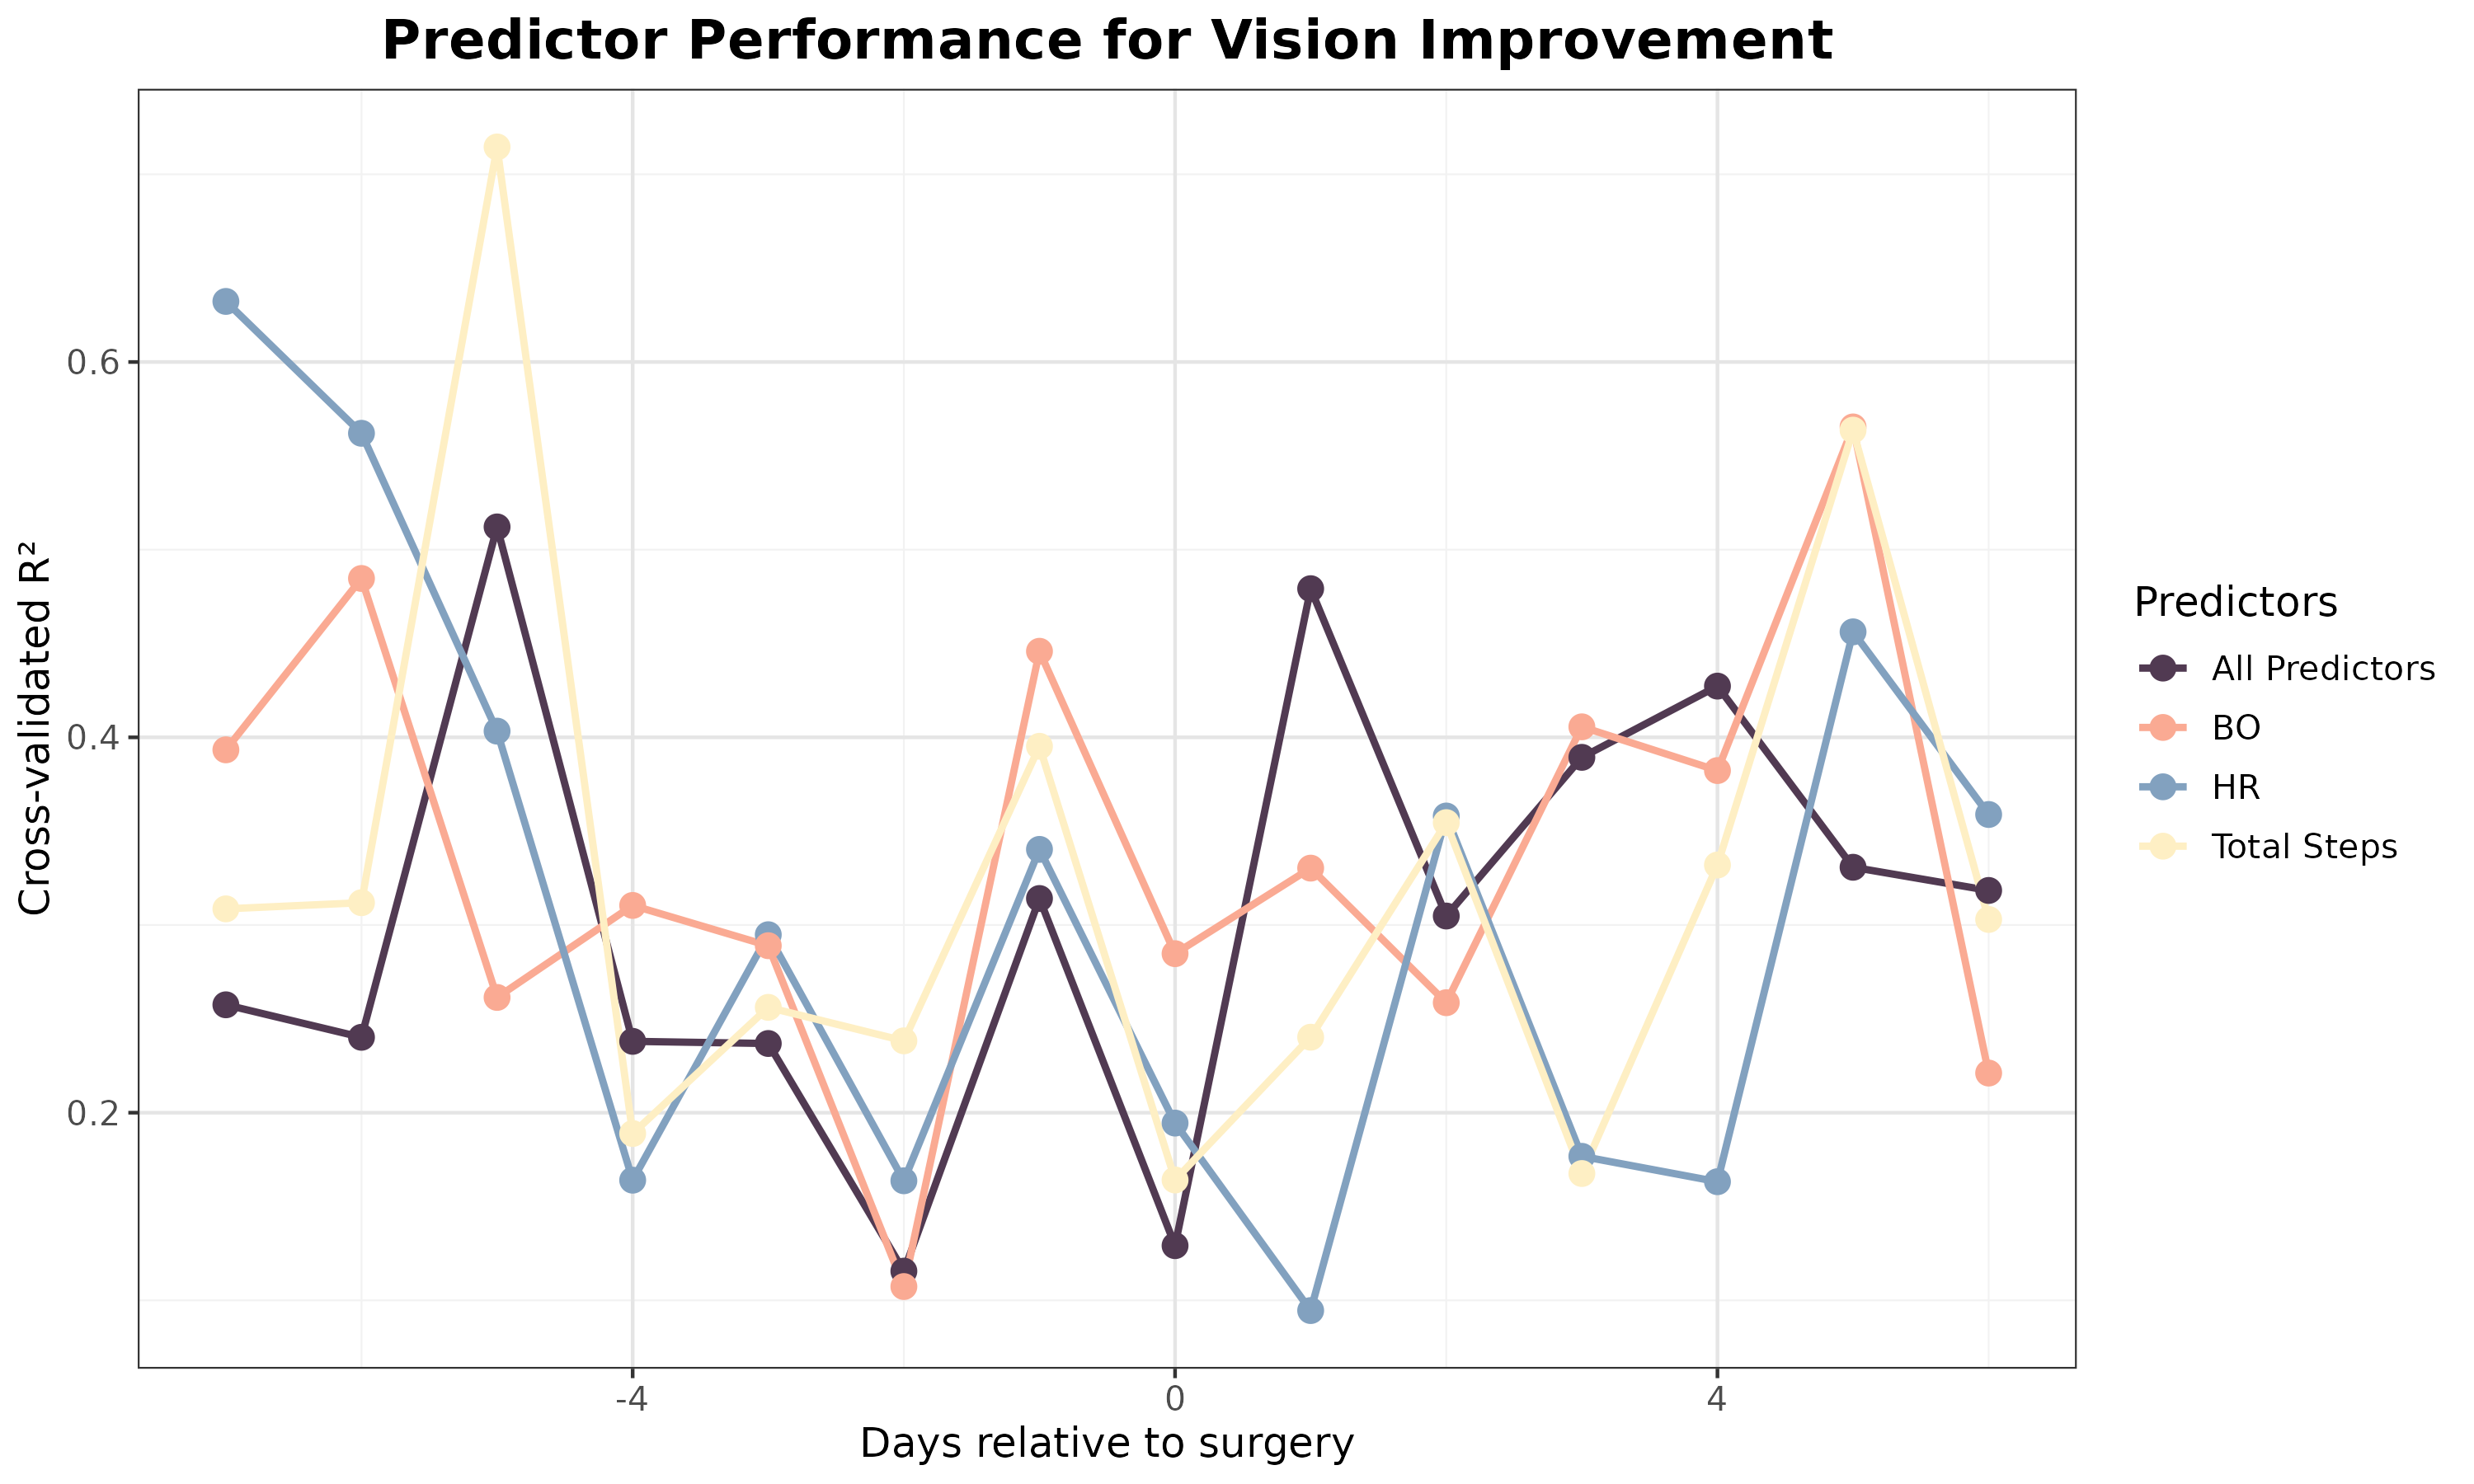 Predictor Performance for Vision Improvement
Cross-validated R²
0.6
0.4
0.2
-4
0
4
Days relative to surgery
Predictors
All Predictors
BO
HR
Total Steps